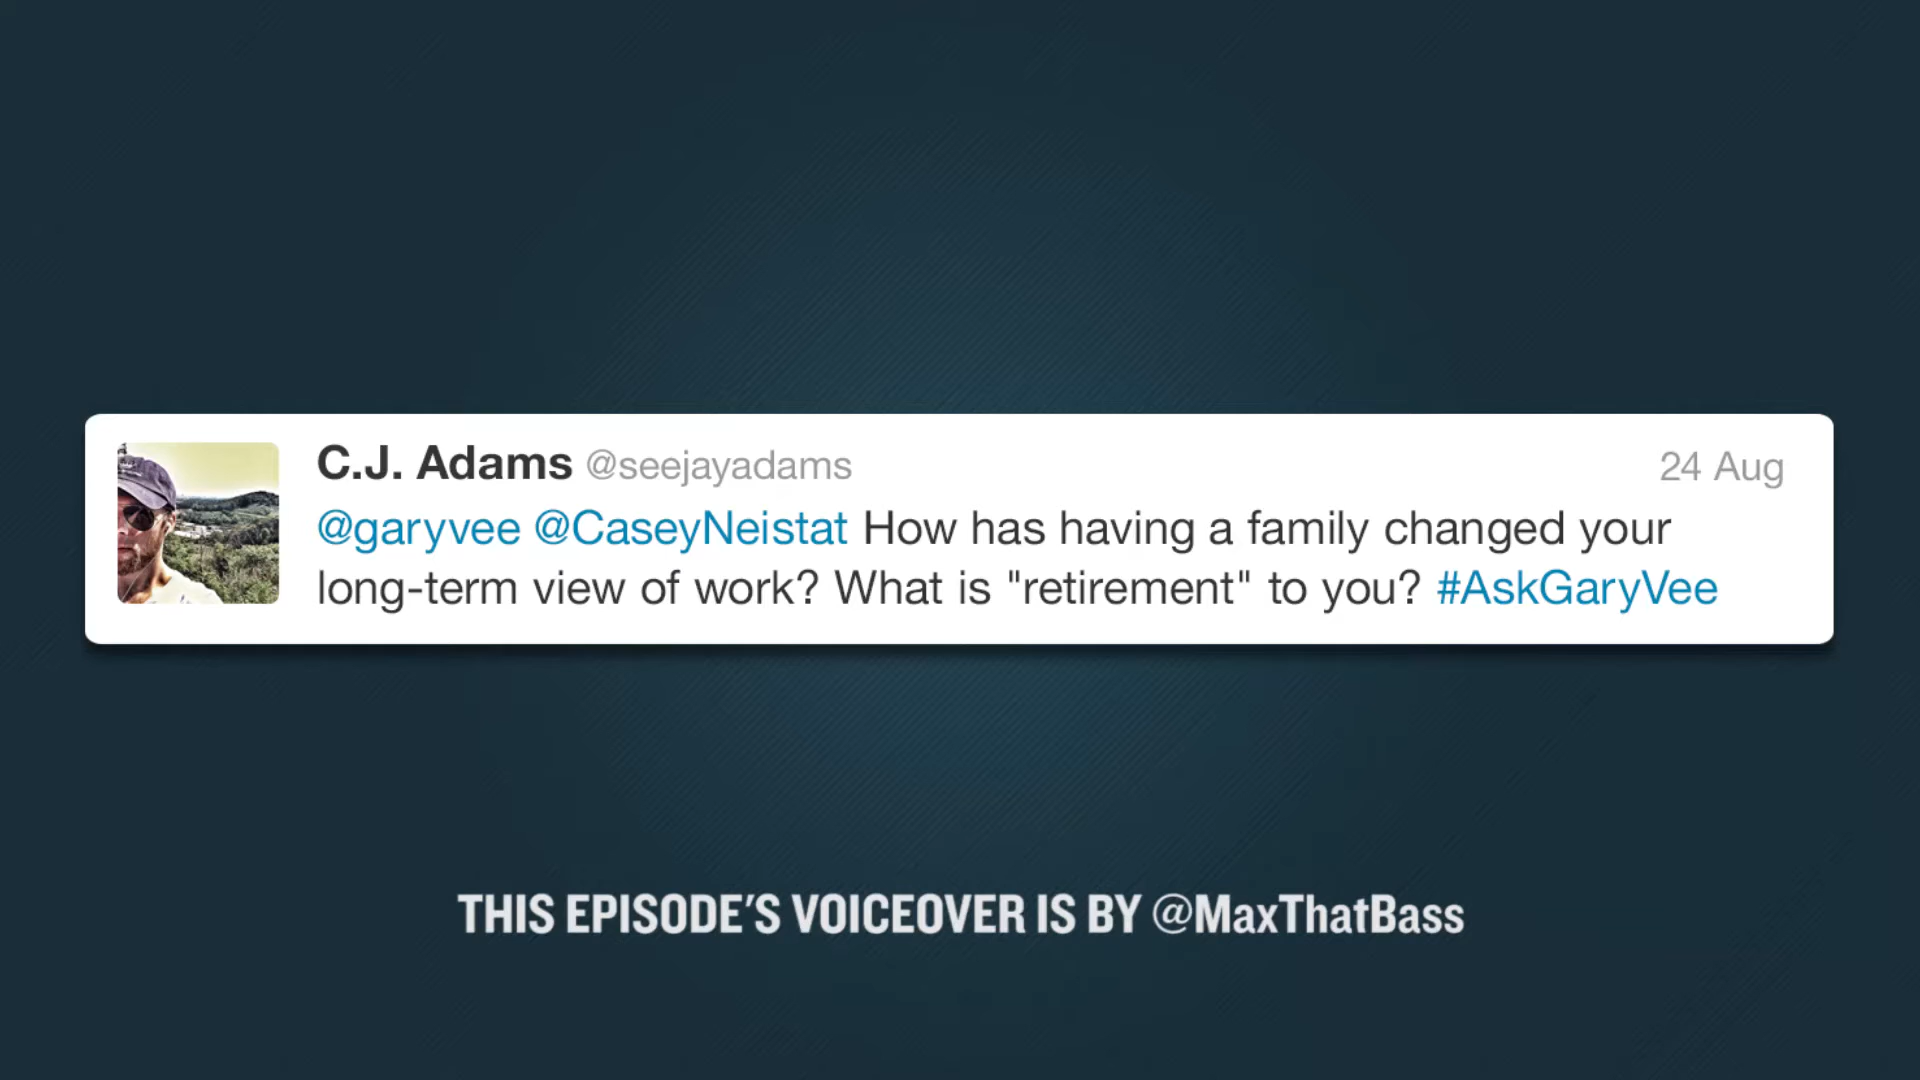 C.J. Adams @seejayadams 24 Aug
@garyvee @CaseyNeistat How has having a family changed your
long-term view of work? What is "retirement" to you? #AskGaryVee
THIS EPISODE'S VOICEOVER IS BY @MaxThatBass